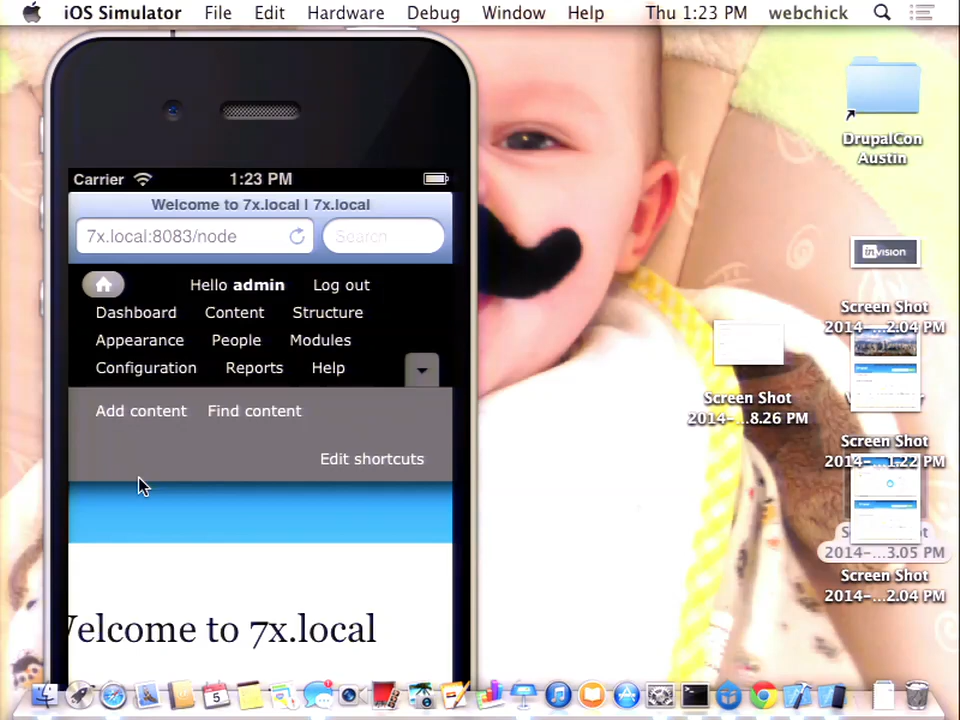 iOS Simulator File Edit Hardware Debug Window Help Thu 1:23 PM webchick
DrupalCon
Austin
Carrier 1:23 PM
Welcome to 7x.local | 7x.local
7x.local:8083/node Search
Hello admin Log out
Dashboard Content Structure
Appearance People Modules
Configuration Reports Help
Add content Find content
Edit shortcuts
Welcome to 7x.local
invision
Screen Shot
2014-...2.04 PM
Screen Shot
2014-...8.26 PM
Screen Shot
2014-...1.22 PM
2014-...3.05 PM
Screen Shot
2014-...2.04 PM
5